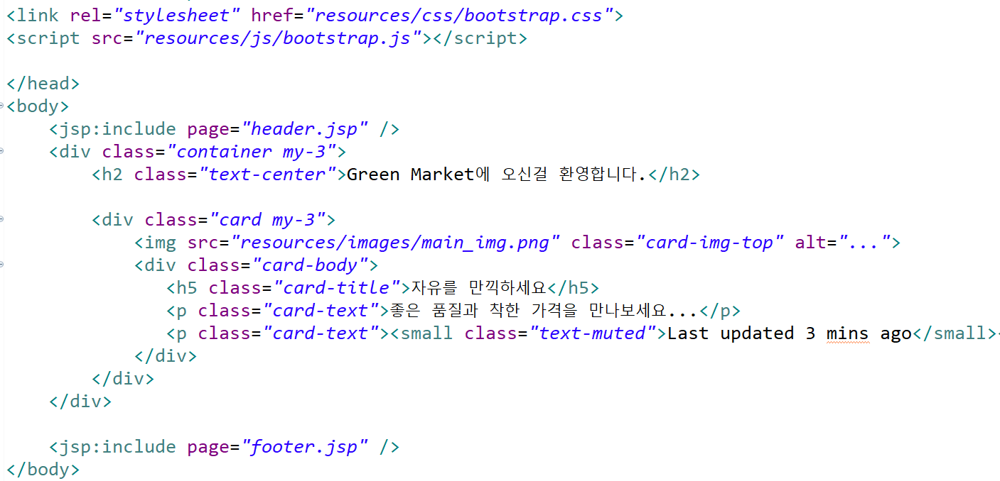 <link rel="stylesheet" href="resources/css/bootstrap.css">
<script src="resources/js/bootstrap.js"></script>
</head>
<body>
<jsp:include page="header.jsp" />
<div class="container my-3">
<h2 class="text-center">Green Market에 오신걸 환영합니다.</h2>
<div class="card my-3">
<img src="resources/images/main_img.png" class="card-img-top" alt="...">
<div class="card-body">
<h5 class="card-title">자유를 만끽하세요</h5>
<p class="card-text">좋은 품질과 착한 가격을 만나보세요...</p>
<p class="card-text"><small class="text-muted">Last updated 3 mins ago</small><
</div>
</div>
</div>
<jsp:include page="footer.jsp" />
</body>